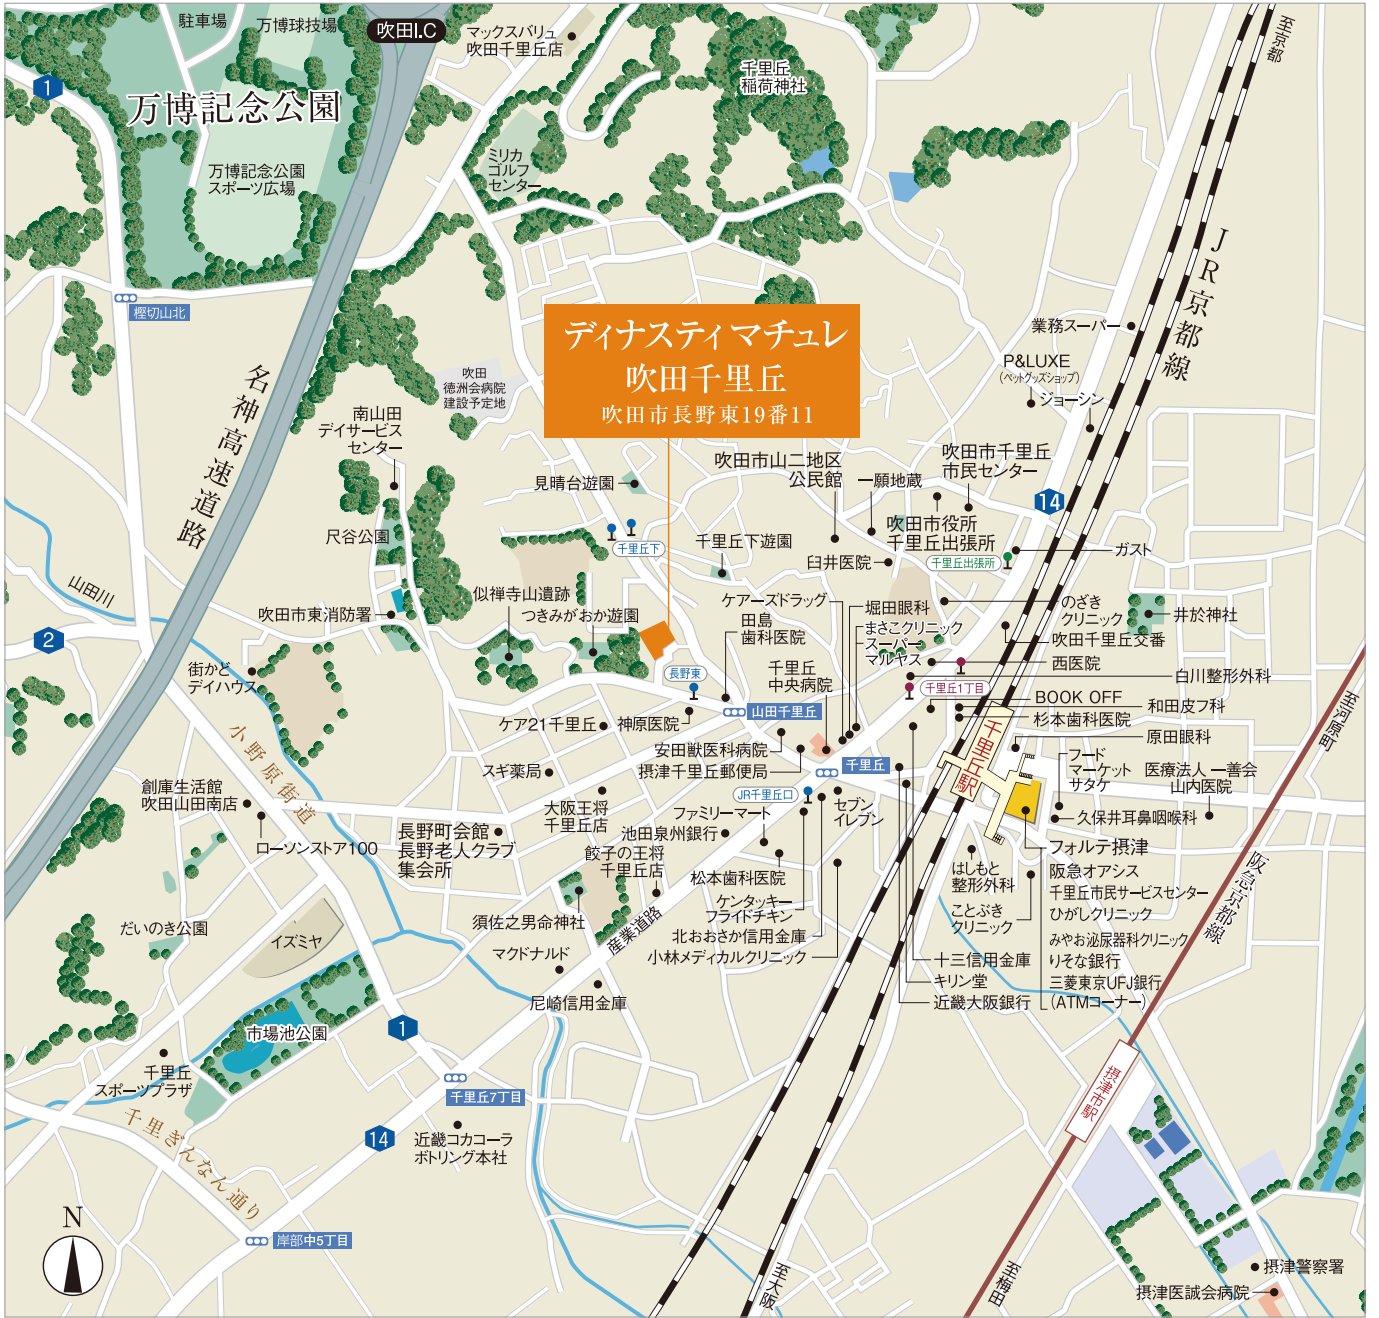 駐車場
万博球技場
吹田I.C
マックスバリュ
吹田千里丘店
至京都
1
万博記念公園
千里丘
稲荷神社
万博記念公園
スポーツ広場
ミリカ
ゴルフ
センター
JR京都線
樫切山北
ディナスティ マチュレ
吹田千里丘
吹田市長野東19番11
業務スーパー
P&LUXE
(ペットグッズショップ)
ジョーシン
吹田
徳洲会病院
建設予定地
名神高速道路
南山田
デイサービス
センター
吹田市山二地区
公民館
一願地蔵
吹田市千里丘
市民センター
見晴台遊園
14
尺谷公園
千里丘下
千里丘下遊園
吹田市役所
千里丘出張所
臼井医院
千里丘出張所
ガスト
山田川
似禅寺山遺跡
つきみがおか遊園
吹田市東消防署
ケアーズドラッグ
田島
歯科医院
堀田眼科
まさこクリニック
スーパー
マルヤス
のざき
クリニック
井於神社
吹田千里丘交番
2
街かど
デイハウス
長野東
千里丘
中央病院
西医院
白川整形外科
千里丘1丁目
BOOK OFF
和田皮フ科
杉本歯科医院
至河原町
山田千里丘
ケア21千里丘
神原医院
安田獣医科病院
摂津千里丘郵便局
千里丘
千里丘駅
原田眼科
フード
マーケット
サタケ
医療法人 一善会
山内医院
小野原街道
スギ薬局
創庫生活館
吹田山田南店
JR千里丘口
大阪王将
千里丘店
ファミリーマート
セブン
イレブン
久保井耳鼻咽喉科
ローソンストア100
長野町会館
長野老人クラブ
集会所
池田泉州銀行
餃子の王将
千里丘店
松本歯科医院
はしもと
整形外科
フォルテ摂津
阪急オアシス
千里丘市民サービスセンター
ひがしクリニック
みやお泌尿器科クリニック
りそな銀行
三菱東京UFJ銀行
(ATMコーナー)
阪急京都線
ことぶき
クリニック
だいのき公園
イズミヤ
須佐之男命神社
産業道路
ケンタッキー
フライドチキン
北おおさか信用金庫
小林メディカルクリニック
マクドナルド
十三信用金庫
キリン堂
近畿大阪銀行
尼崎信用金庫
市場池公園
1
千里丘
スポーツプラザ
千里丘7丁目
摂津市駅
千里ぎんなん通り
14
近畿コカコーラ
ボトリング本社
N
岸部中5丁目
至大阪
至梅田
摂津警察署
摂津医誠会病院